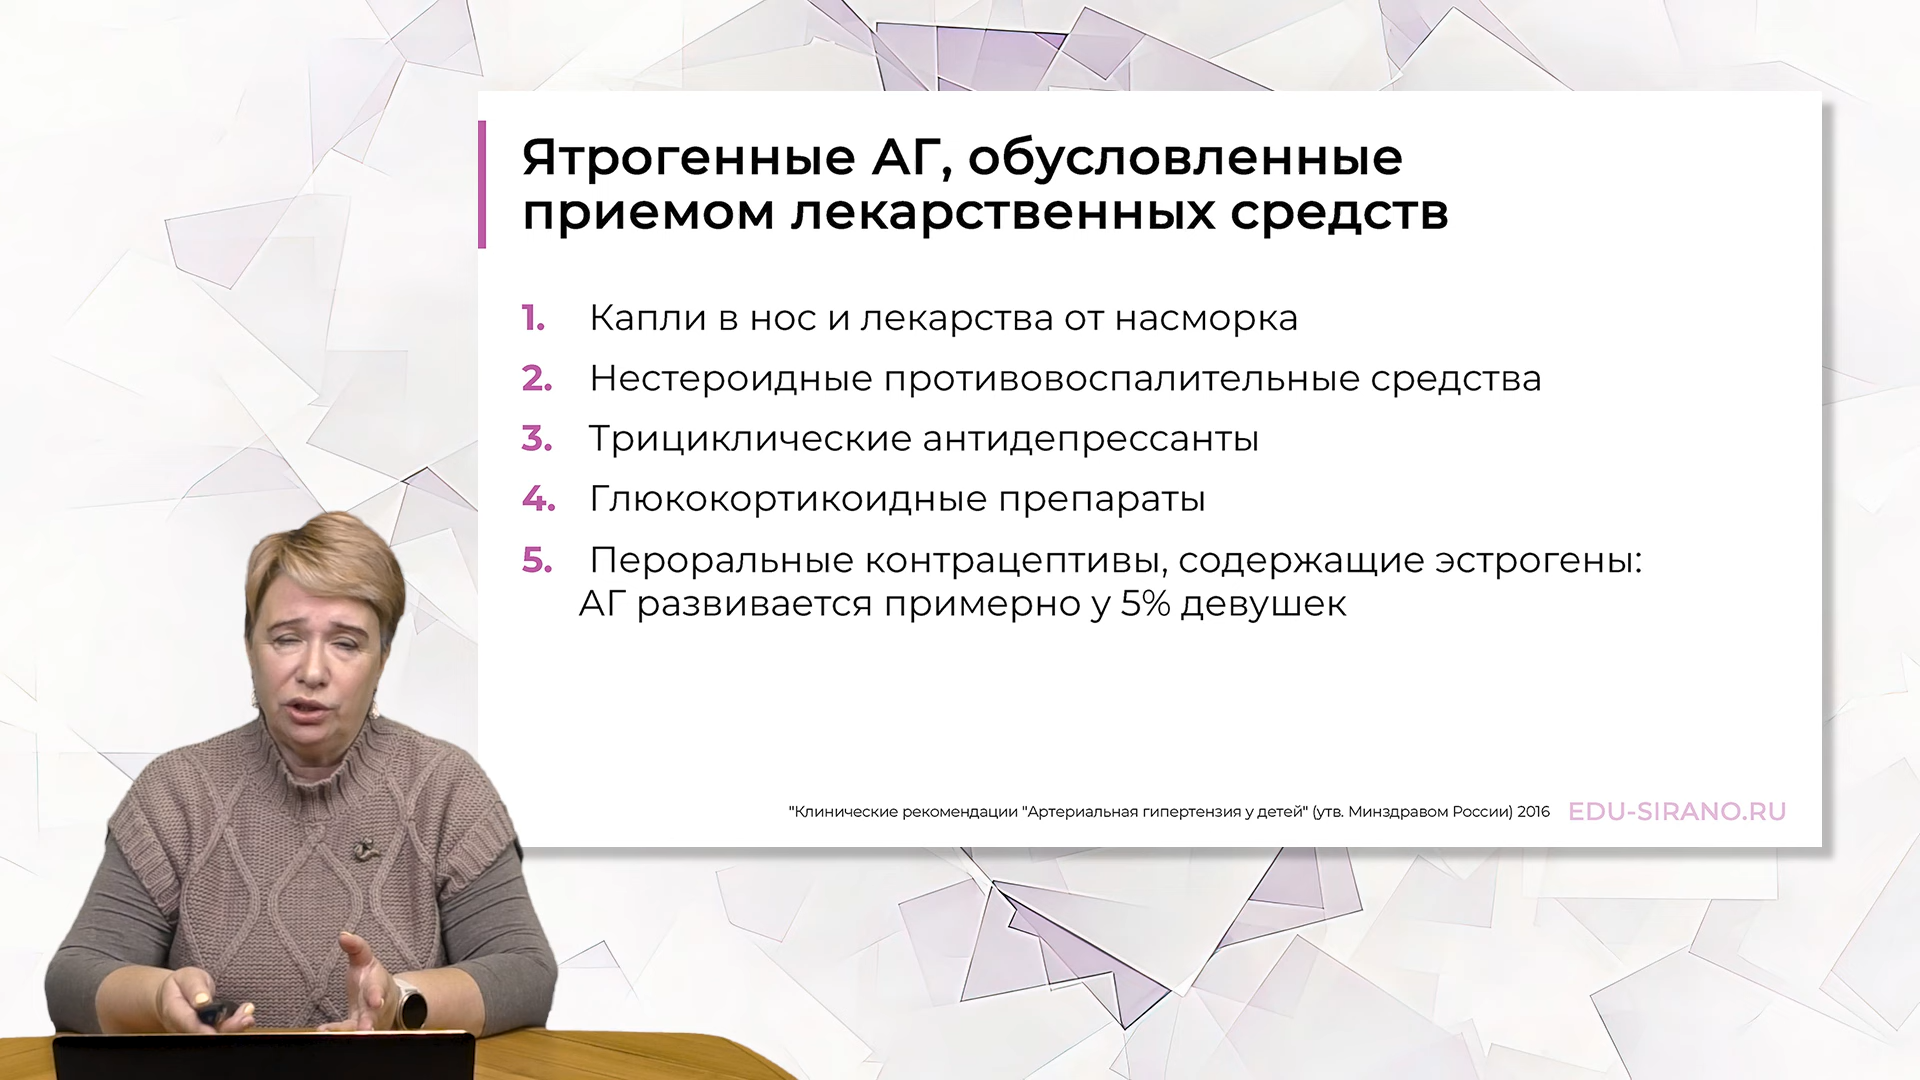 Ятрогенные АГ, обусловленные
приемом лекарственных средств
1. Капли в нос и лекарства от насморка
2. Нестероидные противовоспалительные средства
3. Трициклические антидепрессанты
4. Глюкокортикоидные препараты
5. Пероральные контрацептивы, содержащие эстрогены:
АГ развивается примерно у 5% девушек
"Клинические рекомендации "Артериальная гипертензия у детей" (утв. Минздравом России) 2016 EDU-SIRANO.RU